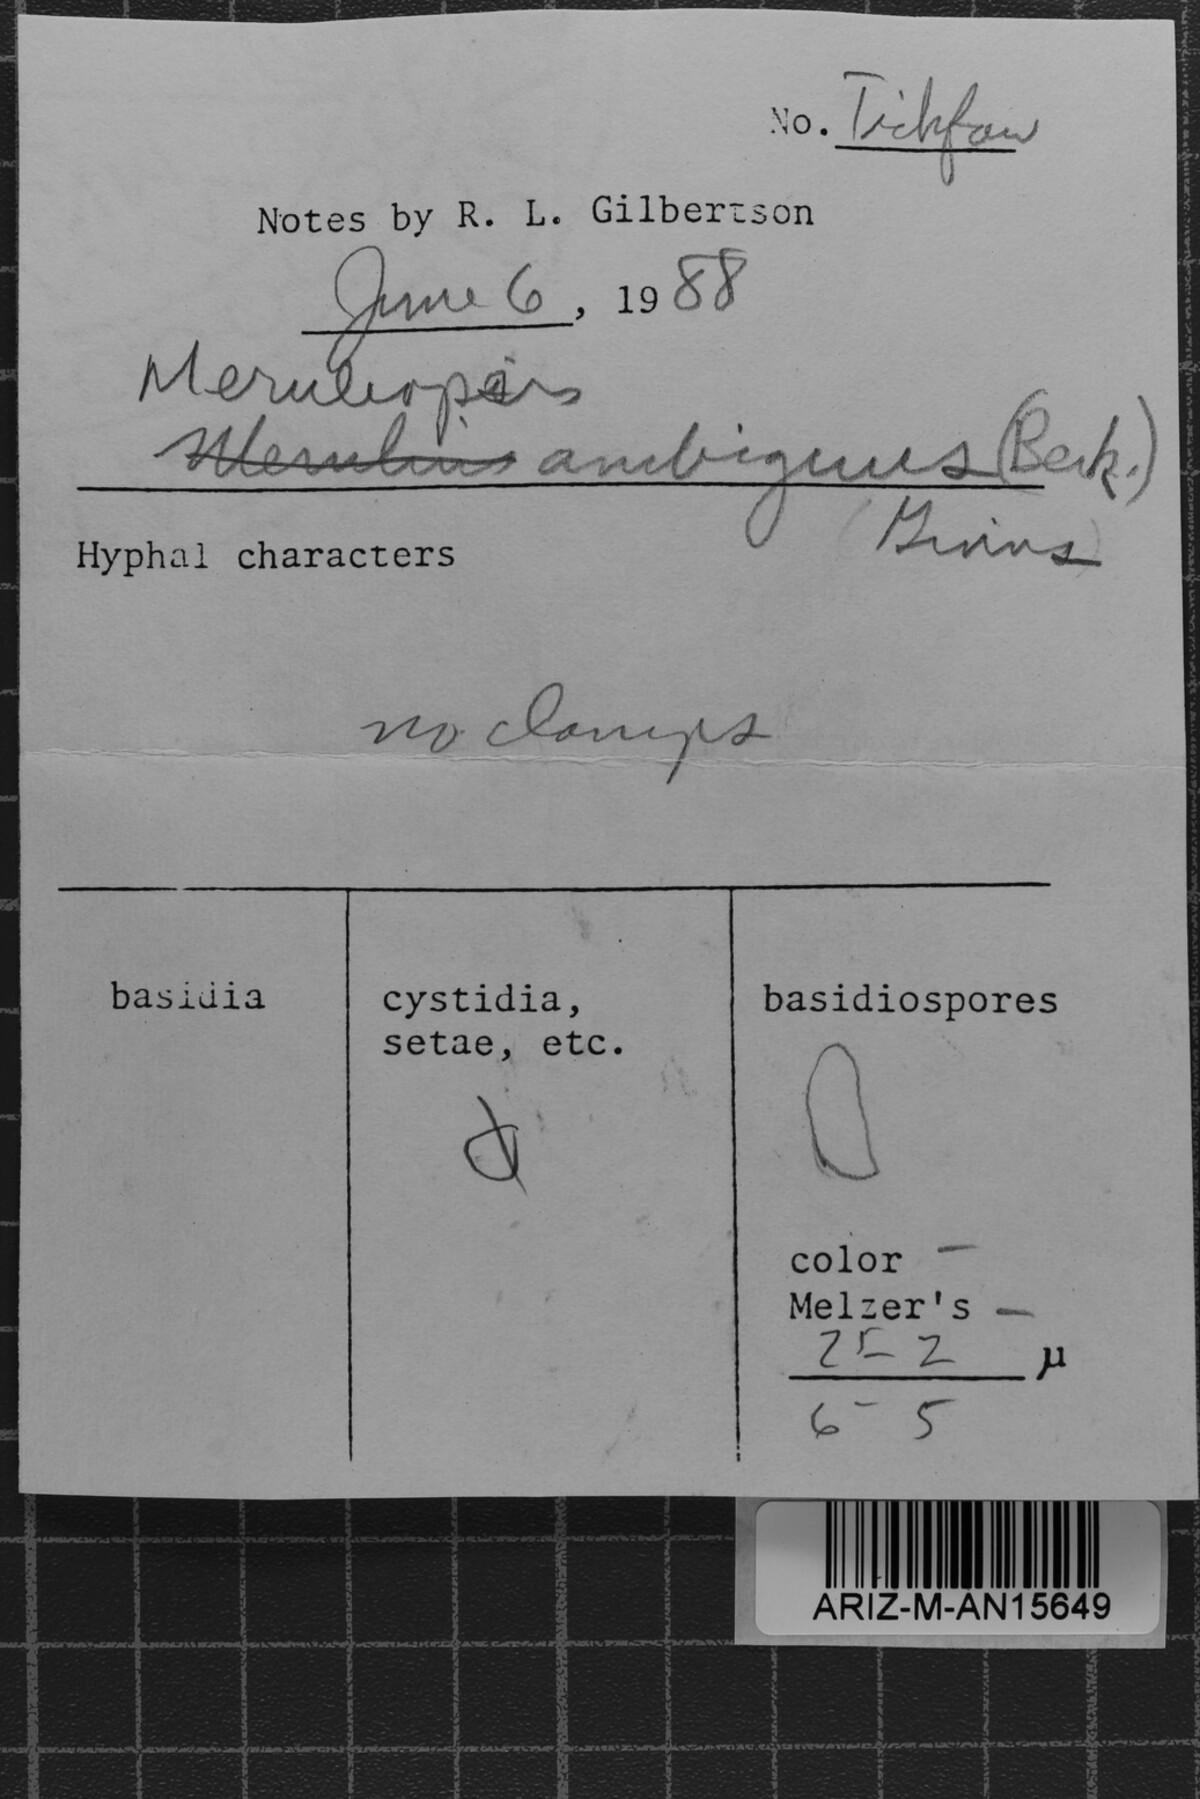 No. Tickfaw
Notes by R. L. Gilbertson
June 6, 1988
Meruliopsis
Merulius ambiguus (Berk.)
Ginns
Hyphal characters
no clamps
basidia
cystidia,
setae, etc.
basidiospores
color –
Melzer's –
2 μ
6 - 5
ARIZ-M-AN15649